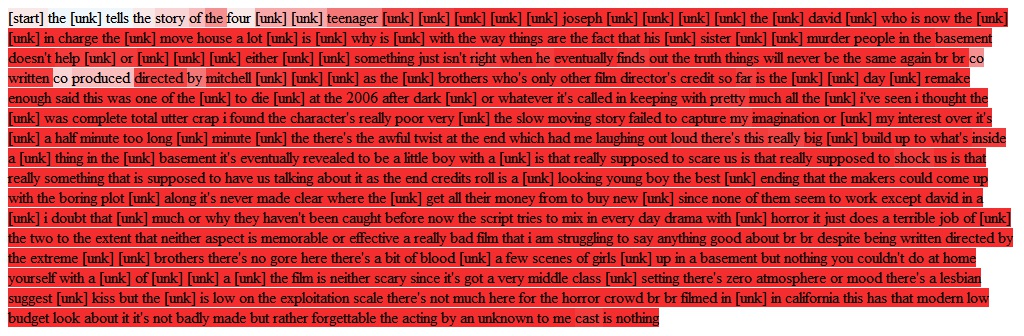 [start] the [unk] tells the story of the four [unk] [unk] teenager [unk] [unk] [unk] [unk] [unk] joseph [unk] [unk] [unk] [unk] the [unk] david [unk] who is now the [unk]
[unk] in charge the [unk] move house a lot [unk] is [unk] why is [unk] with the way things are the fact that his [unk] sister [unk] [unk] murder people in the basement
doesn't help [unk] or [unk] [unk] [unk] either [unk] [unk] something just isn't right when he eventually finds out the truth things will never be the same again br br co
written co produced directed by mitchell [unk] [unk] [unk] as the [unk] brothers who's only other film director's credit so far is the [unk] [unk] day [unk] remake
enough said this was one of the [unk] to die [unk] at the 2006 after dark [unk] or whatever it's called in keeping with pretty much all the [unk] i've seen i thought the
[unk] was complete total utter crap i found the character's really poor very [unk] the slow moving story failed to capture my imagination or [unk] my interest over it's
[unk] a half minute too long [unk] minute [unk] the there's the awful twist at the end which had me laughing out loud there's this really big [unk] build up to what's inside
a [unk] thing in the [unk] basement it's eventually revealed to be a little boy with a [unk] is that really supposed to scare us is that really supposed to shock us is that
really something that is supposed to have us talking about it as the end credits roll is a [unk] looking young boy the best [unk] ending that the makers could come up
with the boring plot [unk] along it's never made clear where the [unk] get all their money from to buy new [unk] since none of them seem to work except david in a
[unk] i doubt that [unk] much or why they haven't been caught before now the script tries to mix in every day drama with [unk] horror it just does a terrible job of [unk]
the two to the extent that neither aspect is memorable or effective a really bad film that i am struggling to say anything good about br br despite being written directed by
the extreme [unk] [unk] brothers there's no gore here there's a bit of blood [unk] a few scenes of girls [unk] up in a basement but nothing you couldn't do at home
yourself with a [unk] of [unk] [unk] a [unk] the film is neither scary since it's got a very middle class [unk] setting there's zero atmosphere or mood there's a lesbian
suggest [unk] kiss but the [unk] is low on the exploitation scale there's not much here for the horror crowd br br filmed in [unk] in california this has that modern low
budget look about it it's not badly made but rather forgettable the acting by an unknown to me cast is nothing